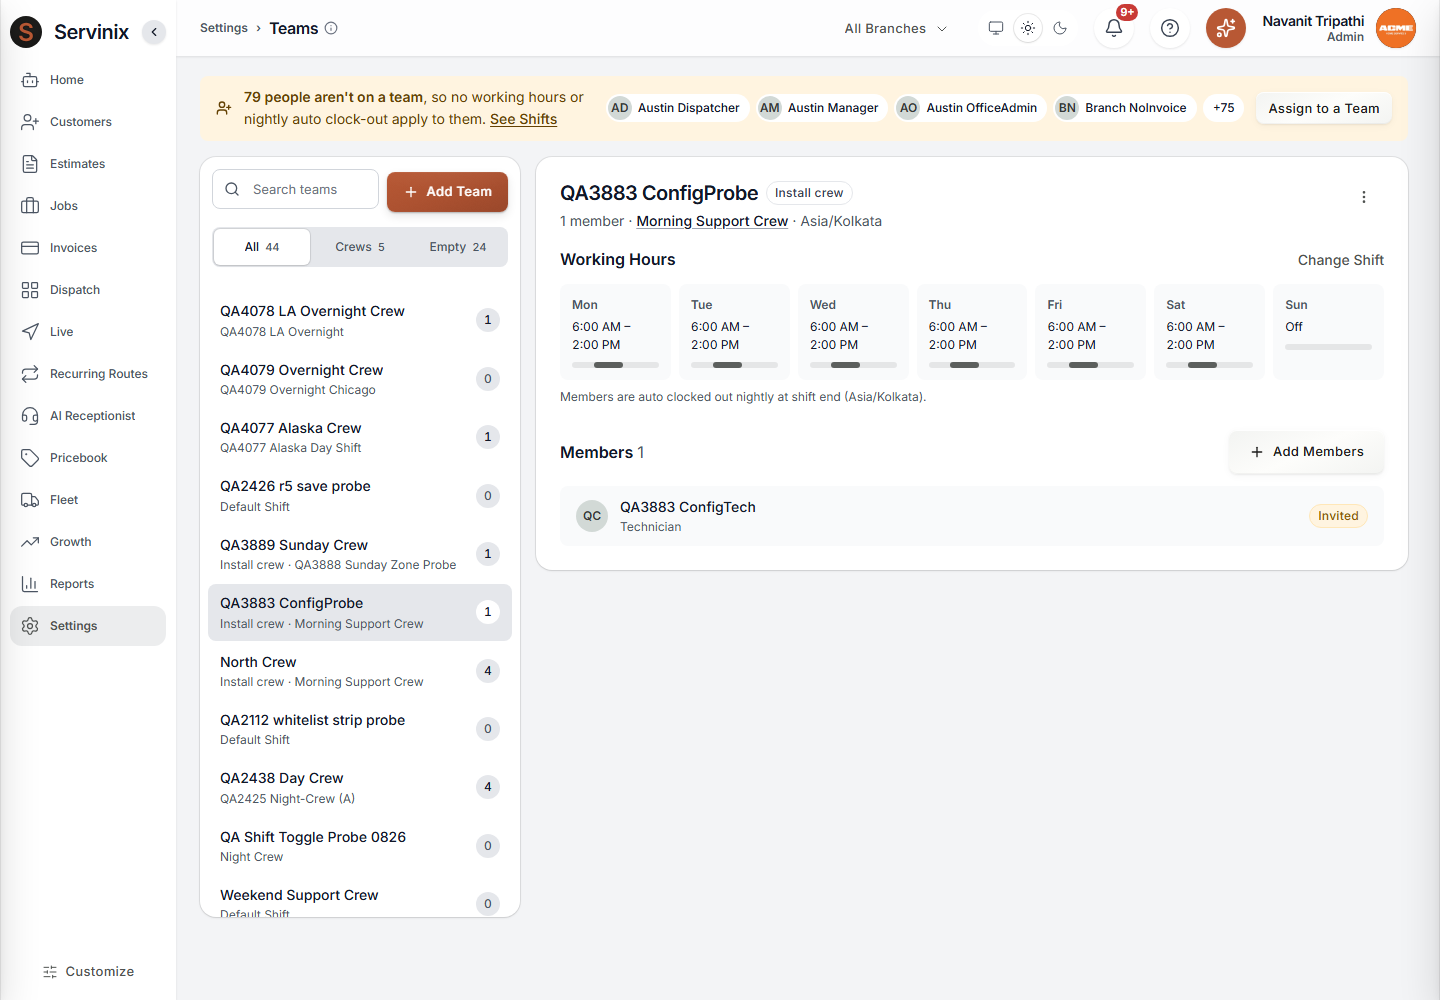 Servinix
Settings › Teams
All Branches
9+
Navanit Tripathi
Admin
ACME
Home
Customers
Estimates
Jobs
Invoices
Dispatch
Live
Recurring Routes
AI Receptionist
Pricebook
Fleet
Growth
Reports
Settings
Customize
79 people aren't on a team, so no working hours or
nightly auto clock-out apply to them. See Shifts
AD Austin Dispatcher
AM Austin Manager
AO Austin OfficeAdmin
BN Branch NoInvoice
+75
Assign to a Team
Search teams
+ Add Team
All 44
Crews 5
Empty 24
QA4078 LA Overnight Crew
QA4078 LA Overnight
1
QA4079 Overnight Crew
QA4079 Overnight Chicago
0
QA4077 Alaska Crew
QA4077 Alaska Day Shift
1
QA2426 r5 save probe
Default Shift
0
QA3889 Sunday Crew
Install crew · QA3888 Sunday Zone Probe
1
QA3883 ConfigProbe
Install crew · Morning Support Crew
1
North Crew
Install crew · Morning Support Crew
4
QA2112 whitelist strip probe
Default Shift
0
QA2438 Day Crew
QA2425 Night-Crew (A)
4
QA Shift Toggle Probe 0826
Night Crew
0
Weekend Support Crew
Default Shift
0
QA3883 ConfigProbe Install crew
1 member · Morning Support Crew · Asia/Kolkata
Working Hours
Change Shift
Mon
6:00 AM –
2:00 PM
Tue
6:00 AM –
2:00 PM
Wed
6:00 AM –
2:00 PM
Thu
6:00 AM –
2:00 PM
Fri
6:00 AM –
2:00 PM
Sat
6:00 AM –
2:00 PM
Sun
Off
Members are auto clocked out nightly at shift end (Asia/Kolkata).
Members 1
+ Add Members
QC
QA3883 ConfigTech
Technician
Invited